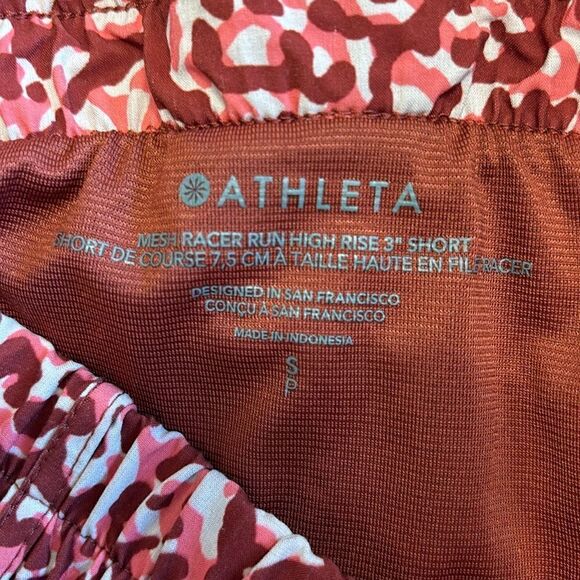 ATHLETA
MESH RACER RUN HIGH RISE 3" SHORT
SHORT DE COURSE 7,5 CM À TAILLE HAUTE EN FILET RACER
DESIGNED IN SAN FRANCISCO
CONÇU À SAN FRANCISCO
MADE IN INDONESIA
S
P